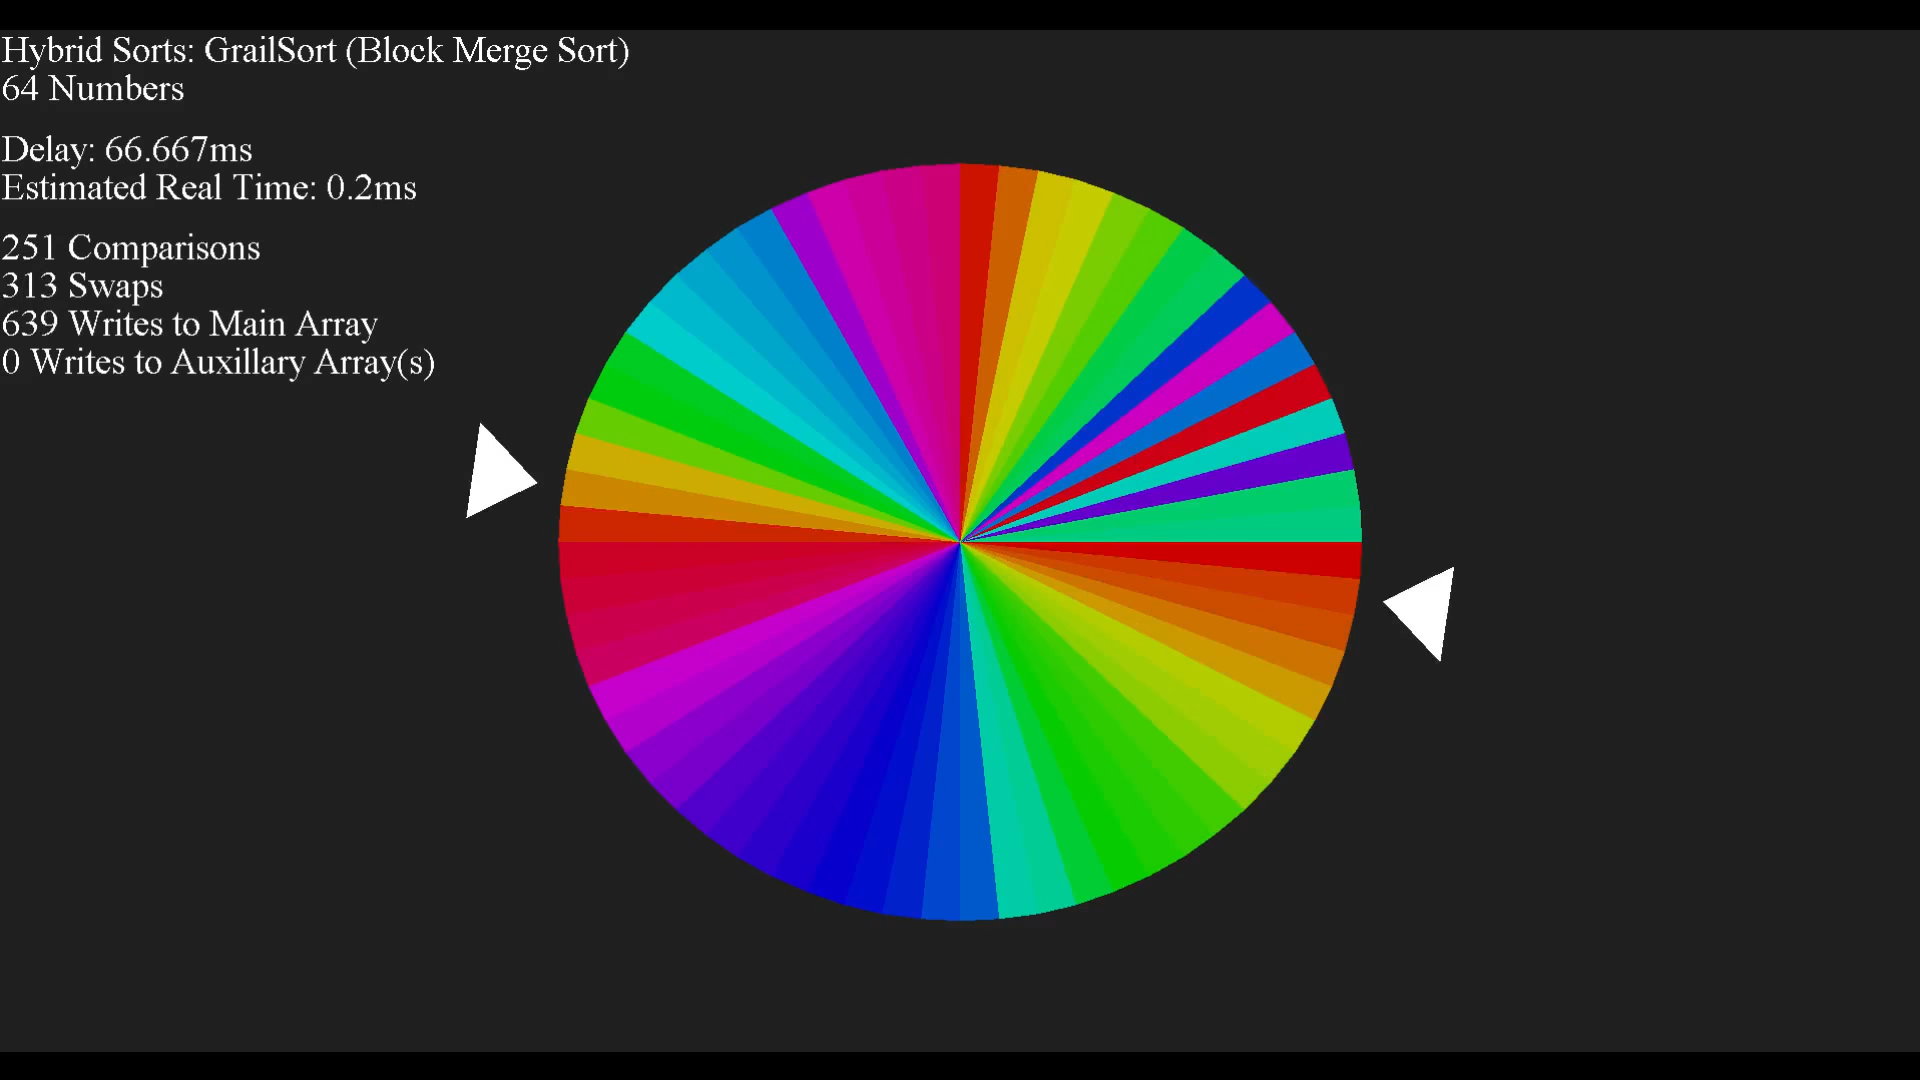 Hybrid Sorts: GrailSort (Block Merge Sort)
64 Numbers
Delay: 66.667ms
Estimated Real Time: 0.2ms
251 Comparisons
313 Swaps
639 Writes to Main Array
0 Writes to Auxillary Array(s)